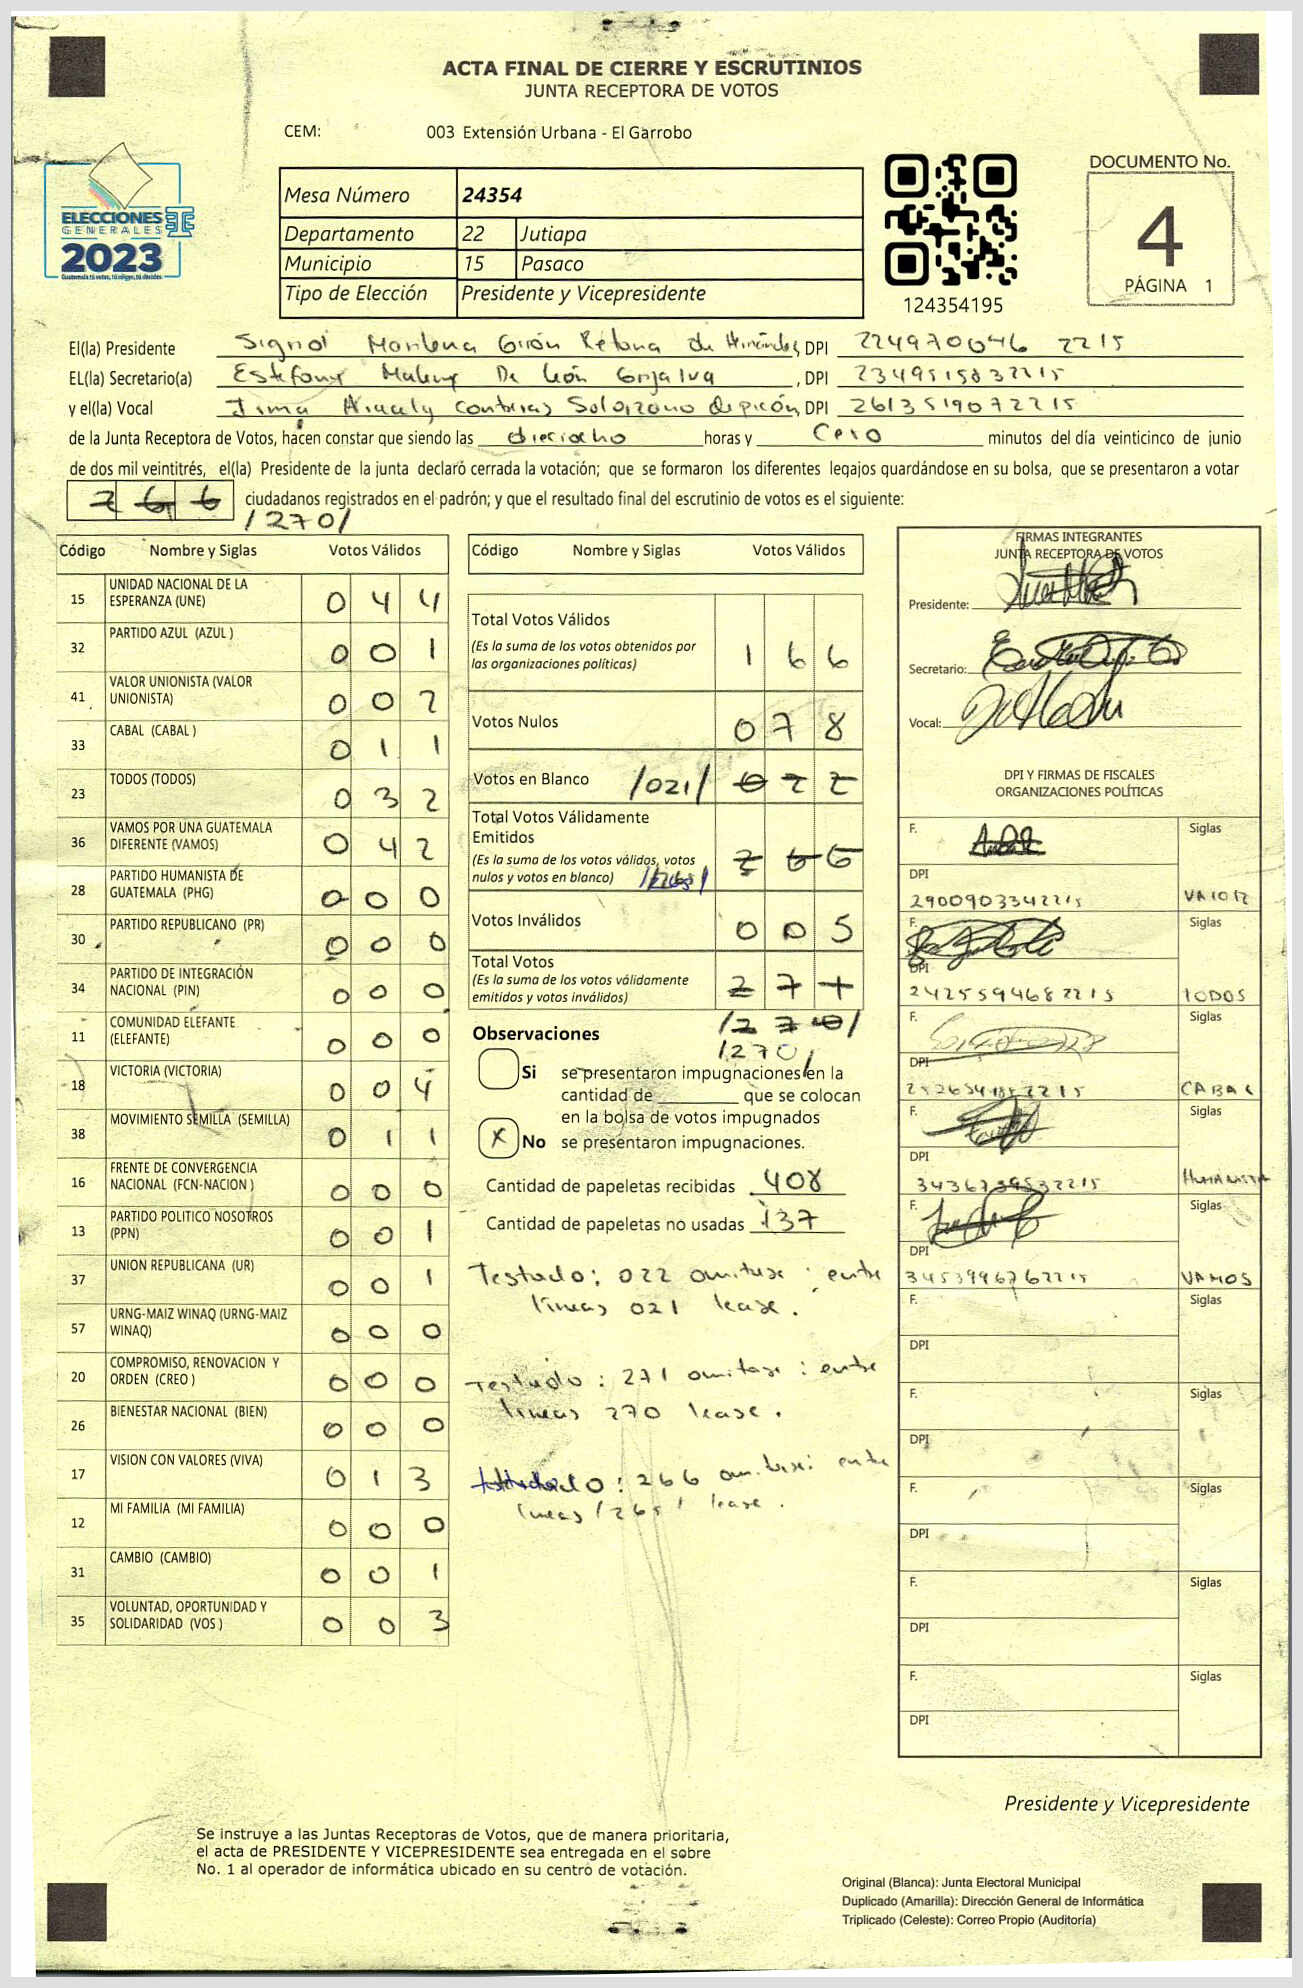 ACTA FINAL DE CIERRE Y ESCRUTINIOS
JUNTA RECEPTORA DE VOTOS
CEM: 003 Extensión Urbana - El Garrobo
ELECCIONES
GENERALES
2023
Guatemala tú votas, tú eliges, tú decides
Mesa Número 24354
Departamento 22 Jutiapa
Municipio 15 Pasaco
Tipo de Elección Presidente y Vicepresidente
124354195
DOCUMENTO No.
4
PÁGINA 1
El(la) Presidente Girón Retana de Hernández, DPI 224970046 2215
EL(la) Secretario(a) De León , DPI 2349515832215
y el(la) Vocal Aracely Contreras Solorzano de picón, DPI 2613519072215
de la Junta Receptora de Votos, hacen constar que siendo las dieciocho horas y Cero minutos del día veinticinco de junio
de dos mil veintitrés, el(la) Presidente de la junta declaró cerrada la votación; que se formaron los diferentes legajos guardándose en su bolsa, que se presentaron a votar
2 6 6 ciudadanos registrados en el padrón; y que el resultado final del escrutinio de votos es el siguiente:
/270/
Código Nombre y Siglas Votos Válidos
15 UNIDAD NACIONAL DE LA ESPERANZA (UNE) 0 4 4
32 PARTIDO AZUL (AZUL ) 0 0 1
41 VALOR UNIONISTA (VALOR UNIONISTA) 0 0 2
33 CABAL (CABAL ) 0 1 1
23 TODOS (TODOS) 0 3 2
36 VAMOS POR UNA GUATEMALA DIFERENTE (VAMOS) 0 4 2
28 PARTIDO HUMANISTA DE GUATEMALA (PHG) 0 0 0
30 PARTIDO REPUBLICANO (PR) 0 0 0
34 PARTIDO DE INTEGRACIÓN NACIONAL (PIN) 0 0 0
11 COMUNIDAD ELEFANTE (ELEFANTE) 0 0 0
18 VICTORIA (VICTORIA) 0 0 4
38 MOVIMIENTO SEMILLA (SEMILLA) 0 1 1
16 FRENTE DE CONVERGENCIA NACIONAL (FCN-NACION ) 0 0 0
13 PARTIDO POLITICO NOSOTROS (PPN) 0 0 1
37 UNION REPUBLICANA (UR) 0 0 1
57 URNG-MAIZ WINAQ (URNG-MAIZ WINAQ) 0 0 0
20 COMPROMISO, RENOVACION Y ORDEN (CREO ) 0 0 0
26 BIENESTAR NACIONAL (BIEN) 0 0 0
17 VISION CON VALORES (VIVA) 0 1 3
12 MI FAMILIA (MI FAMILIA) 0 0 0
31 CAMBIO (CAMBIO) 0 0 1
35 VOLUNTAD, OPORTUNIDAD Y SOLIDARIDAD (VOS ) 0 0 3
Código Nombre y Siglas Votos Válidos
Total Votos Válidos
(Es la suma de los votos obtenidos por
las organizaciones políticas) 1 6 6
Votos Nulos 0 7 8
Votos en Blanco /021/ 0 2 2
Total Votos Válidamente
Emitidos
(Es la suma de los votos válidos, votos
nulos y votos en blanco) /265/ 2 6 6
Votos Inválidos 0 0 5
Total Votos
(Es la suma de los votos válidamente
emitidos y votos inválidos) 2 7 1
/2 7 0/
/270/
Observaciones
Si se presentaron impugnaciones en la
cantidad de ______ que se colocan
en la bolsa de votos impugnados
X No se presentaron impugnaciones.
Cantidad de papeletas recibidas 408
Cantidad de papeletas no usadas 137
Testado: 022 omitase : entre
lineas 021 lease.
Testado : 271 omitase : entre
lineas 270 lease.
testado : 266 omitase: entre
lineas /265/ lease.
FIRMAS INTEGRANTES
JUNTA RECEPTORA DE VOTOS
Presidente:
Secretario:
Vocal:
DPI Y FIRMAS DE FISCALES
ORGANIZACIONES POLÍTICAS
F. Siglas
DPI
2900903342215 VALOR
F. Siglas
DPI
2425594682215 TODOS
F. Siglas
DPI
CABAL
F. Siglas
DPI
3436739532215 HUMANISTA
F. Siglas
DPI
3453996762215 VAMOS
F. Siglas
DPI
F. Siglas
DPI
F. Siglas
DPI
F. Siglas
DPI
F. Siglas
DPI
Presidente y Vicepresidente
Se instruye a las Juntas Receptoras de Votos, que de manera prioritaria,
el acta de PRESIDENTE Y VICEPRESIDENTE sea entregada en el sobre
No. 1 al operador de informática ubicado en su centro de votación.
Original (Blanca): Junta Electoral Municipal
Duplicado (Amarilla): Dirección General de Informática
Triplicado (Celeste): Correo Propio (Auditoría)